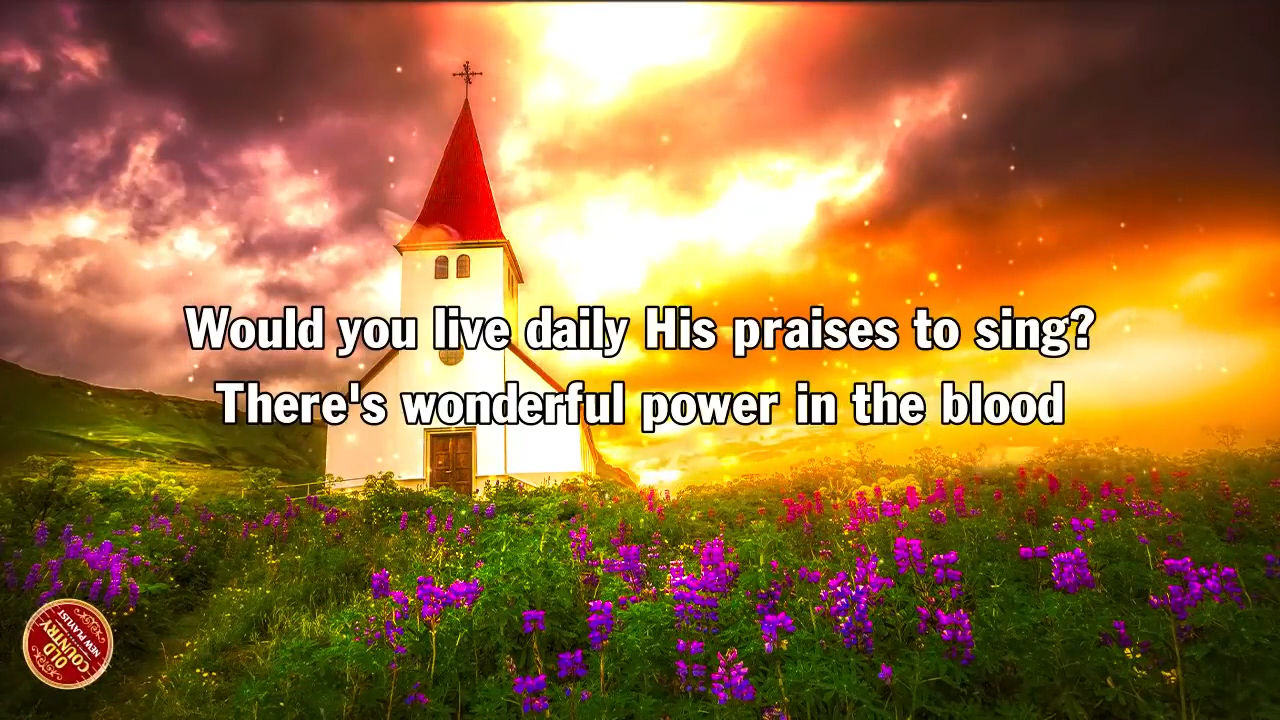 Would you live daily His praises to sing?
There's wonderful power in the blood
OLD
COUNTRY
NEW PLAYLIST